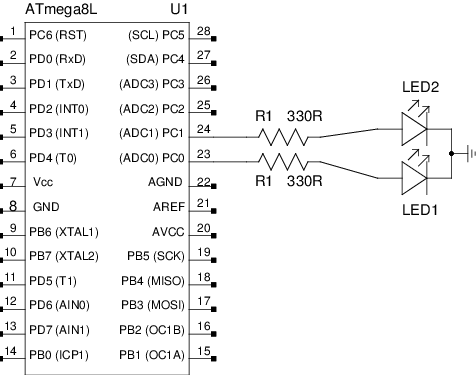 ATmega8L U1
1 PC6 (RST) (SCL) PC5 28
2 PD0 (RxD) (SDA) PC4 27
3 PD1 (TxD) (ADC3) PC3 26
4 PD2 (INT0) (ADC2) PC2 25
5 PD3 (INT1) (ADC1) PC1 24
6 PD4 (T0) (ADC0) PC0 23
7 Vcc AGND 22
8 GND AREF 21
9 PB6 (XTAL1) AVCC 20
10 PB7 (XTAL2) PB5 (SCK) 19
11 PD5 (T1) PB4 (MISO) 18
12 PD6 (AIN0) PB3 (MOSI) 17
13 PD7 (AIN1) PB2 (OC1B) 16
14 PB0 (ICP1) PB1 (OC1A) 15
LED2
R1 330R
R1 330R
LED1